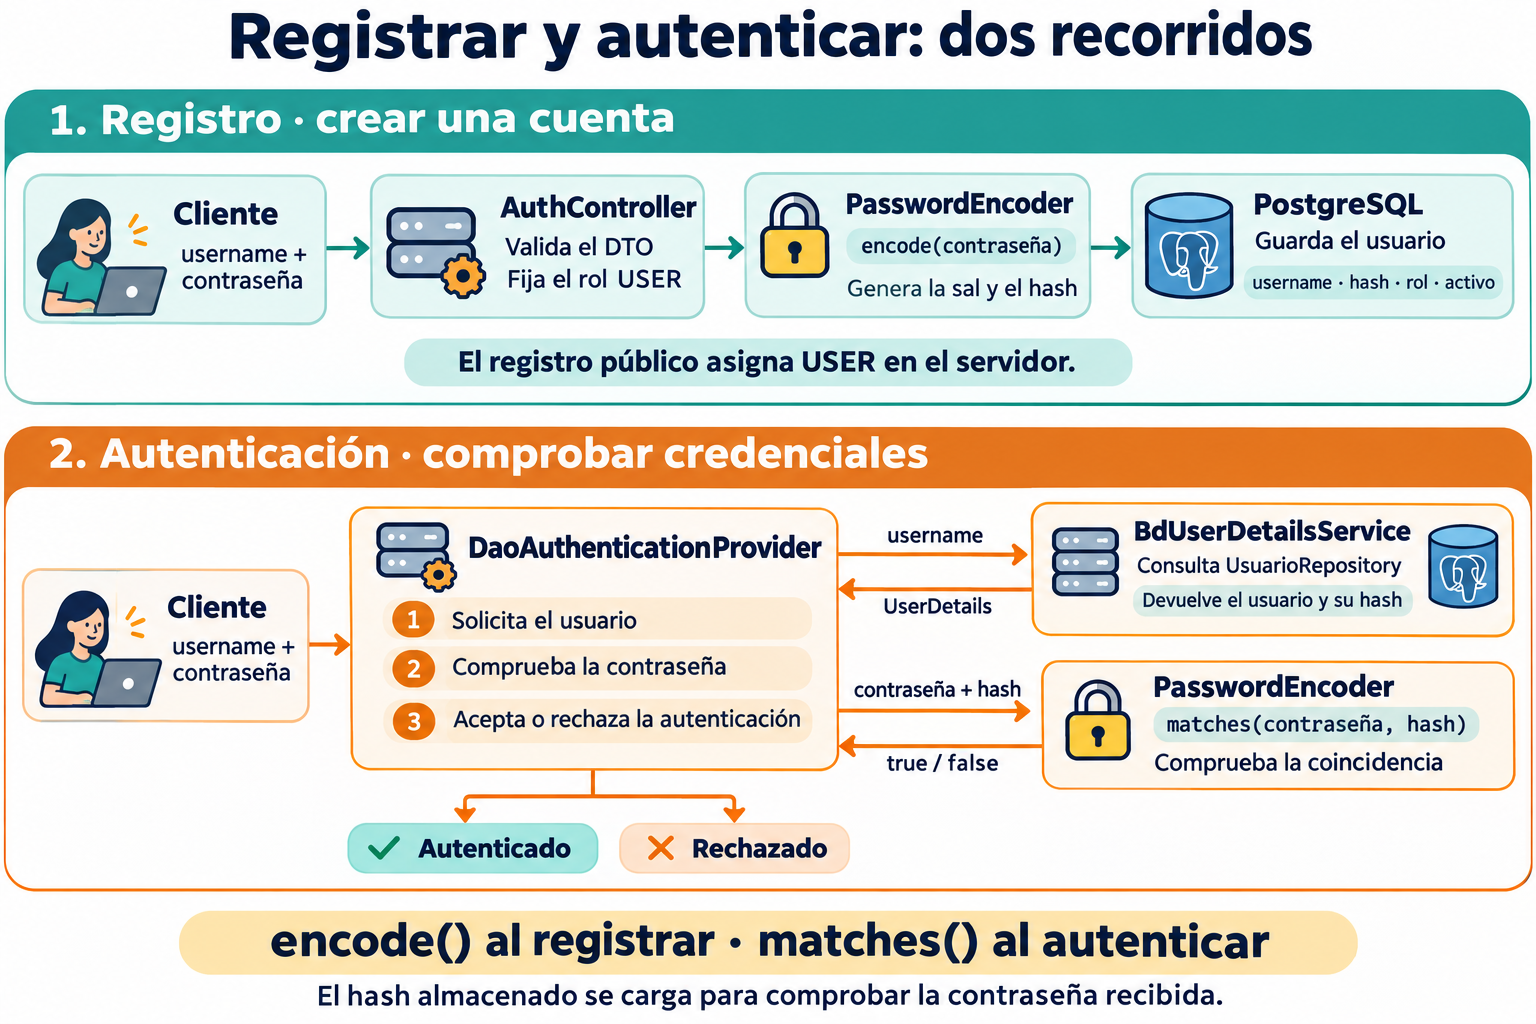 Registrar y autenticar: dos recorridos
1. Registro · crear una cuenta
Cliente
username +
contraseña
AuthController
Valida el DTO
Fija el rol USER
PasswordEncoder
encode(contraseña)
Genera la sal y el hash
PostgreSQL
Guarda el usuario
username · hash · rol · activo
El registro público asigna USER en el servidor.
2. Autenticación · comprobar credenciales
Cliente
username +
contraseña
DaoAuthenticationProvider
1 Solicita el usuario
2 Comprueba la contraseña
3 Acepta o rechaza la autenticación
username
UserDetails
BdUserDetailsService
Consulta UsuarioRepository
Devuelve el usuario y su hash
contraseña + hash
true / false
PasswordEncoder
matches(contraseña, hash)
Comprueba la coincidencia
Autenticado
Rechazado
encode() al registrar · matches() al autenticar
El hash almacenado se carga para comprobar la contraseña recibida.